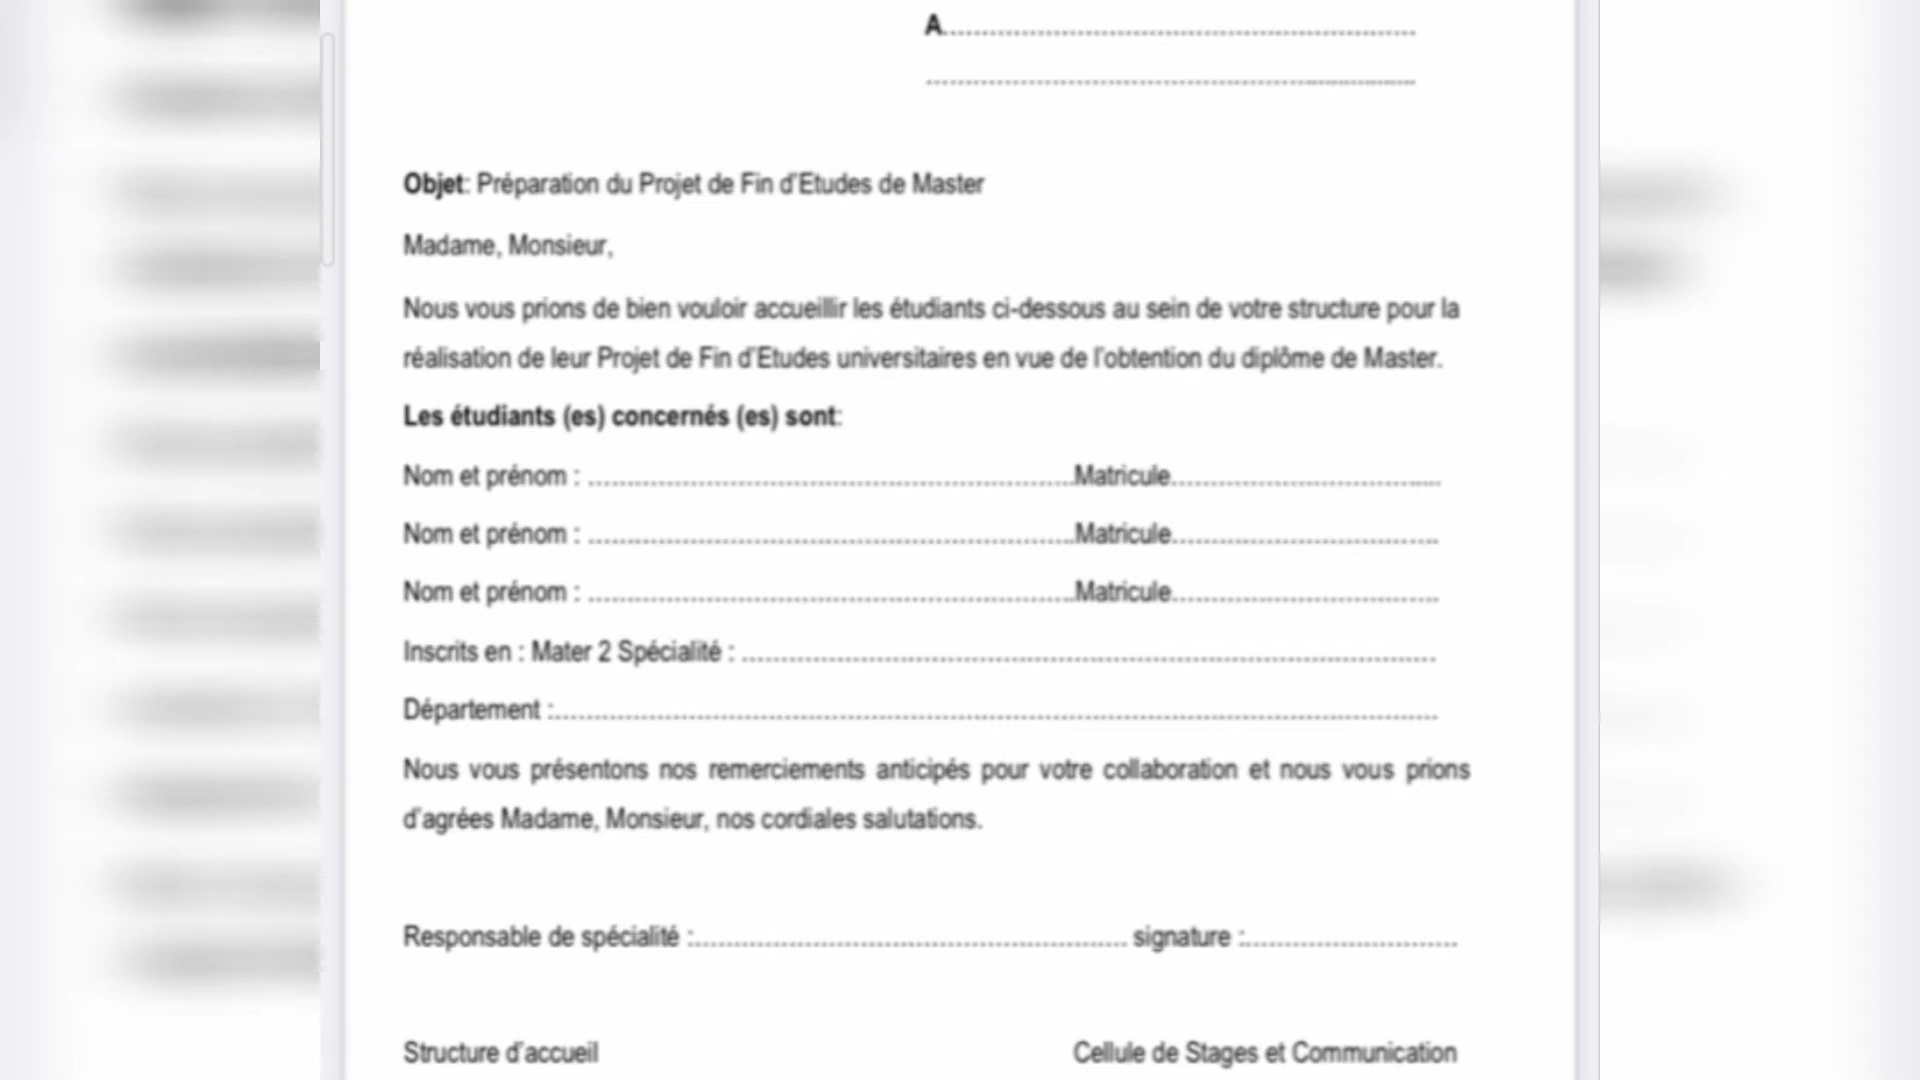 A..............................................................
................................................................
Objet: Préparation du Projet de Fin d'Etudes de Master
Madame, Monsieur,
Nous vous prions de bien vouloir accueillir les étudiants ci-dessous au sein de votre structure pour la
réalisation de leur Projet de Fin d'Etudes universitaires en vue de l'obtention du diplôme de Master.
Les étudiants (es) concernés (es) sont:
Nom et prénom : ................................................................Matricule...................................
Nom et prénom : ................................................................Matricule...................................
Nom et prénom : ................................................................Matricule...................................
Inscrits en : Mater 2 Spécialité : ............................................................................................
Département :.....................................................................................................................
Nous vous présentons nos remerciements anticipés pour votre collaboration et nous vous prions
d'agrées Madame, Monsieur, nos cordiales salutations.
Responsable de spécialité :......................................................... signature :............................
Structure d'accueil Cellule de Stages et Communication